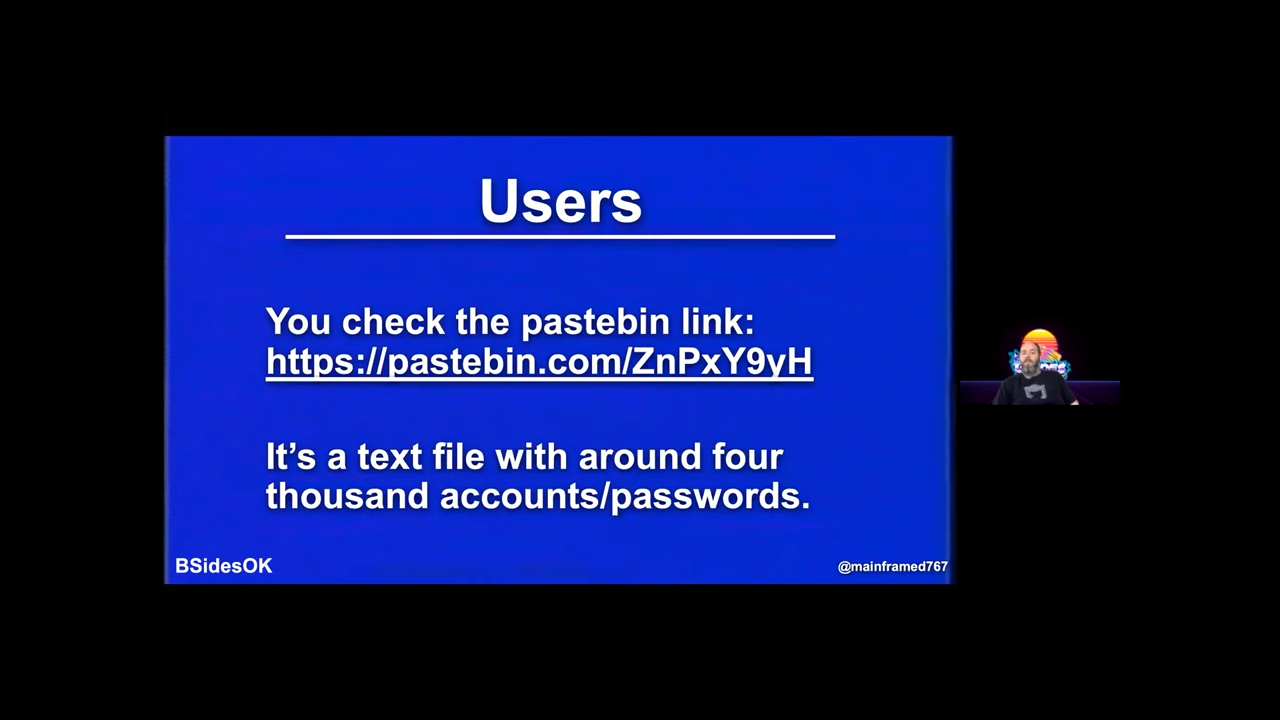 Users
You check the pastebin link:
https://pastebin.com/ZnPxY9yH
It’s a text file with around four
thousand accounts/passwords.
BSidesOK
@mainframed767